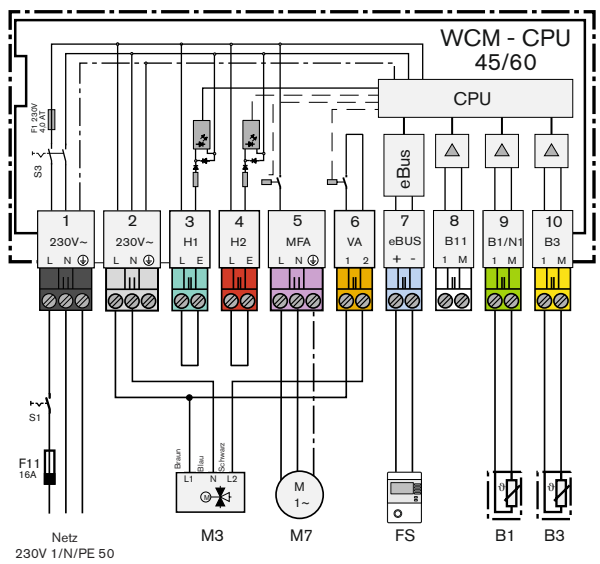 WCM - CPU
45/60
CPU
F1 230V
4,0 AT
S3
eBus
1 2 3 4 5 6 7 8 9 10
230V~ 230V~ H1 H2 MFA VA eBUS B11 B1/N1 B3
L N L N L E L E L N 1 2 + - 1 M 1 M 1 M
S1
F11
16A
Braun
Blau
Schwarz
L1 N L2
M
M
1~
ϑ ϑ
Netz
230V 1/N/PE 50
M3 M7 FS B1 B3